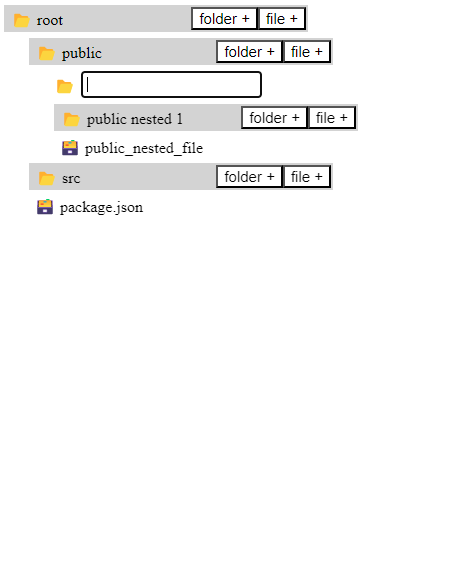 root folder + file +
public folder + file +
public nested 1 folder + file +
public_nested_file
src folder + file +
package.json